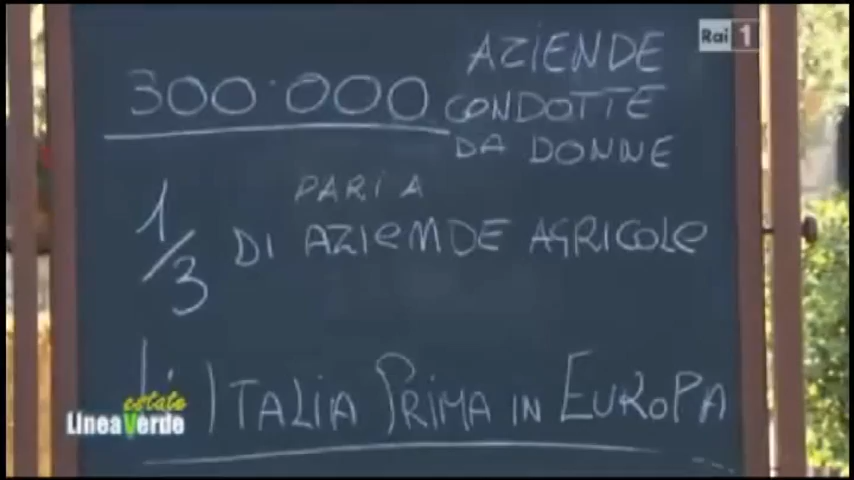 Rai 1
300.000 AZIENDE
CONDOTTE
DA DONNE
PARI A
1/3 DI AZIENDE AGRICOLE
L'ITALIA PRIMA IN EUROPA
estate
LineaVerde